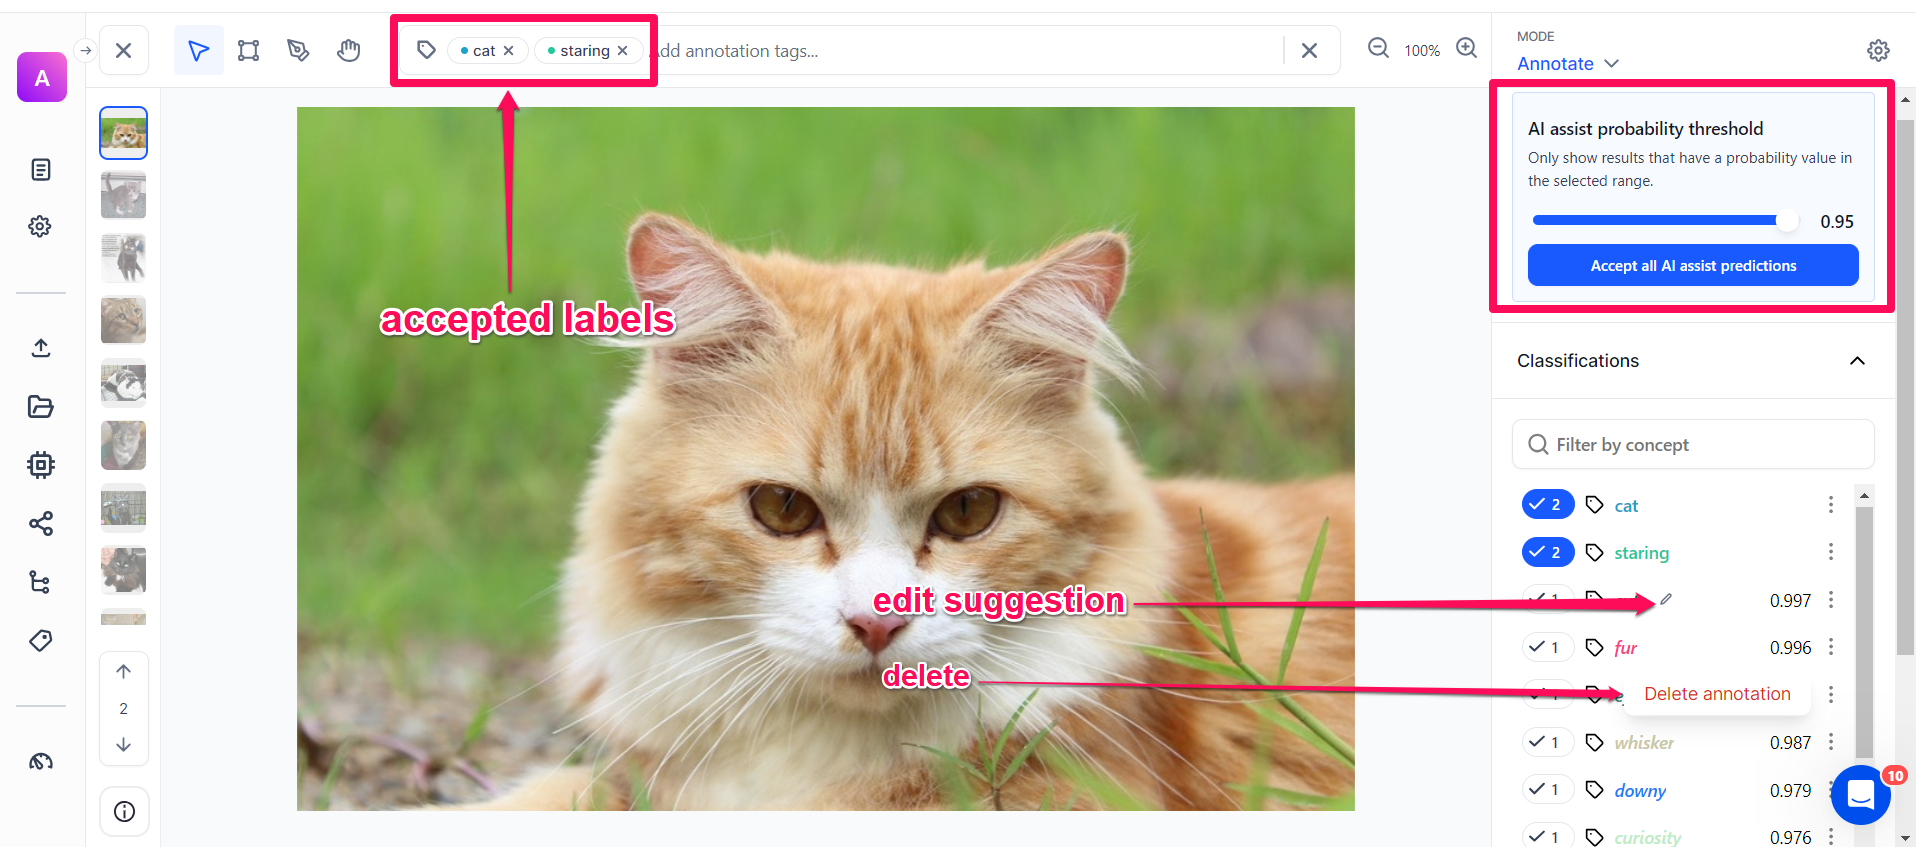 A
cat
staring
Add annotation tags...
100%
MODE
Annotate
AI assist probability threshold
Only show results that have a probability value in
the selected range.
0.95
Accept all AI assist predictions
accepted labels
Classifications
Filter by concept
2 cat
2 staring
edit suggestion
1 0.997
1 fur 0.996
delete
Delete annotation
1 whisker 0.987
1 downy 0.979
1 curiosity 0.976
2
10